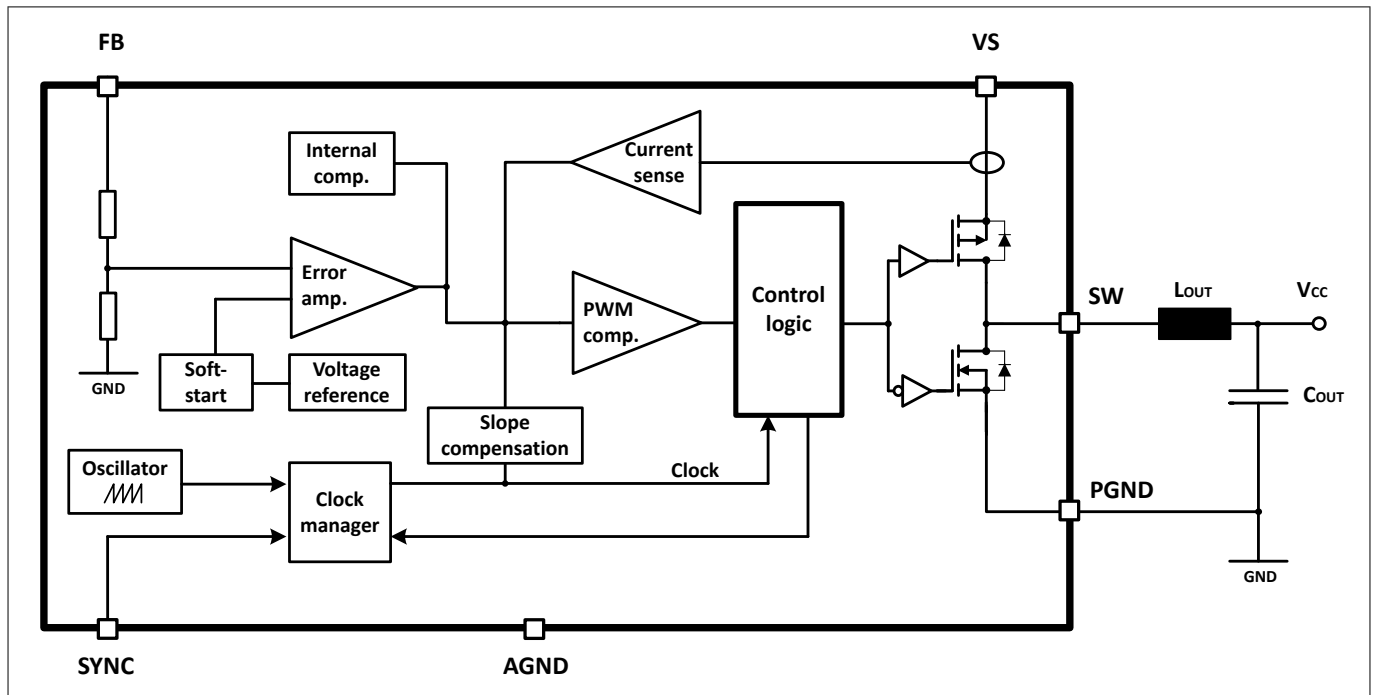 FB
VS
Internal
comp.
Current
sense
Error
amp.
PWM
comp.
Control
logic
SW
LOUT
VCC
COUT
GND
Soft-
start
Voltage
reference
Slope
compensation
Oscillator
Clock
manager
Clock
PGND
GND
SYNC
AGND